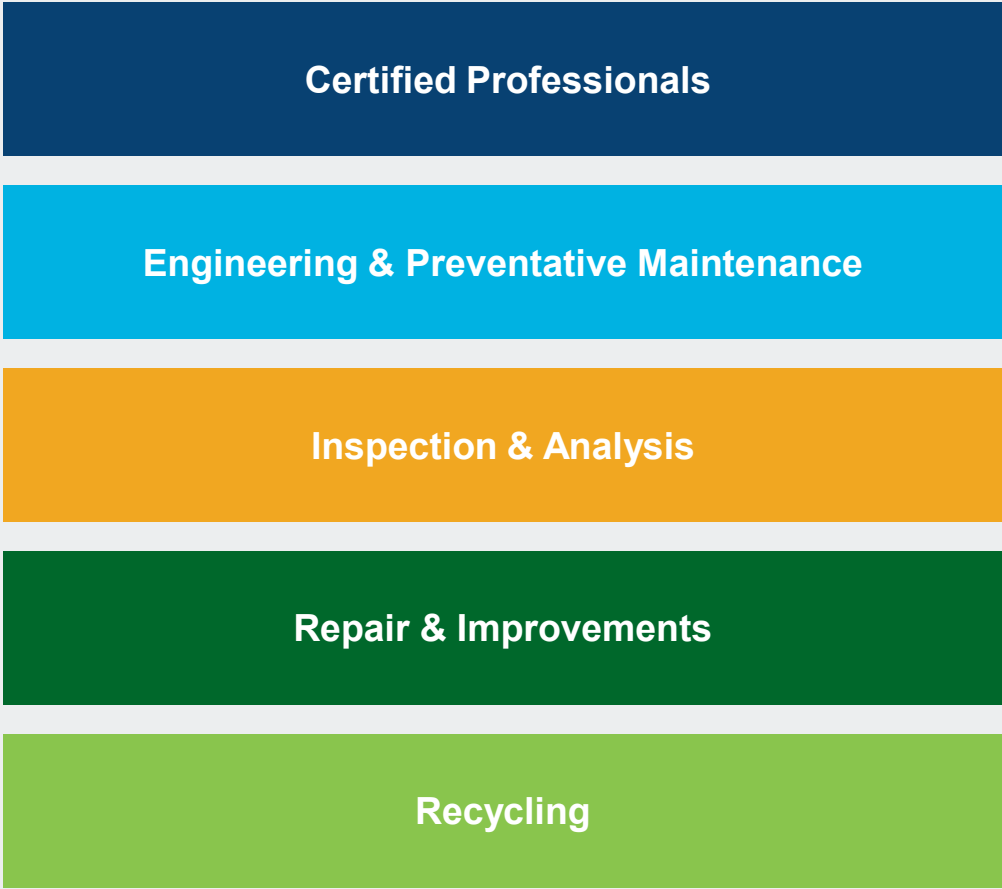 Certified Professionals
Engineering & Preventative Maintenance
Inspection & Analysis
Repair & Improvements
Recycling